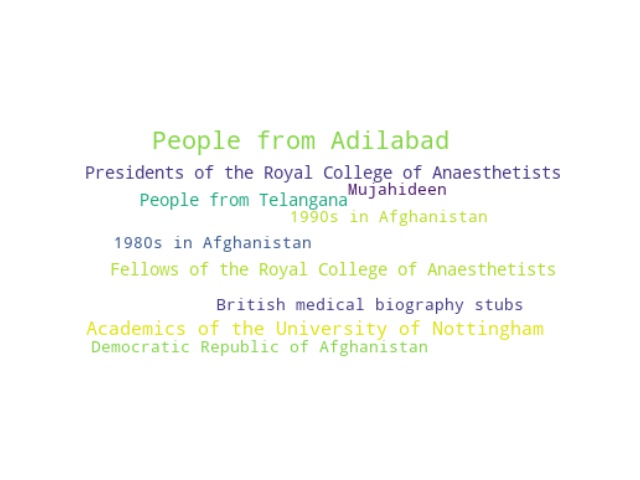 People from Adilabad
Presidents of the Royal College of Anaesthetists
Mujahideen
People from Telangana
1990s in Afghanistan
1980s in Afghanistan
Fellows of the Royal College of Anaesthetists
British medical biography stubs
Academics of the University of Nottingham
Democratic Republic of Afghanistan